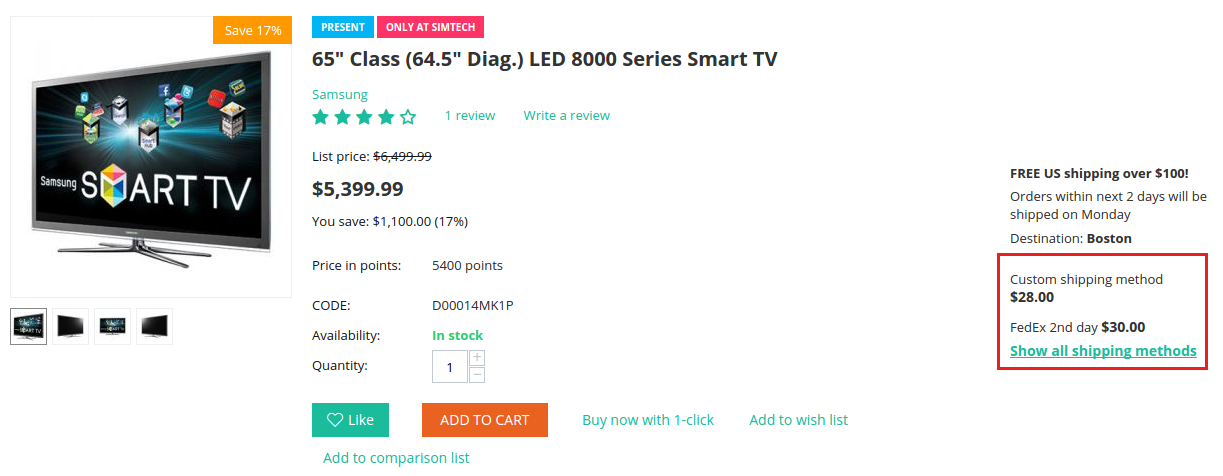 Save 17%
Samsung SMART TV
Smart Hub
PRESENT
ONLY AT SIMTECH
65" Class (64.5" Diag.) LED 8000 Series Smart TV
Samsung
1 review
Write a review
List price: $6,499.99
$5,399.99
You save: $1,100.00 (17%)
Price in points: 5400 points
CODE: D00014MK1P
Availability: In stock
Quantity: 1 + −
Like
ADD TO CART
Buy now with 1-click
Add to wish list
Add to comparison list
FREE US shipping over $100!
Orders within next 2 days will be
shipped on Monday
Destination: Boston
Custom shipping method
$28.00
FedEx 2nd day $30.00
Show all shipping methods